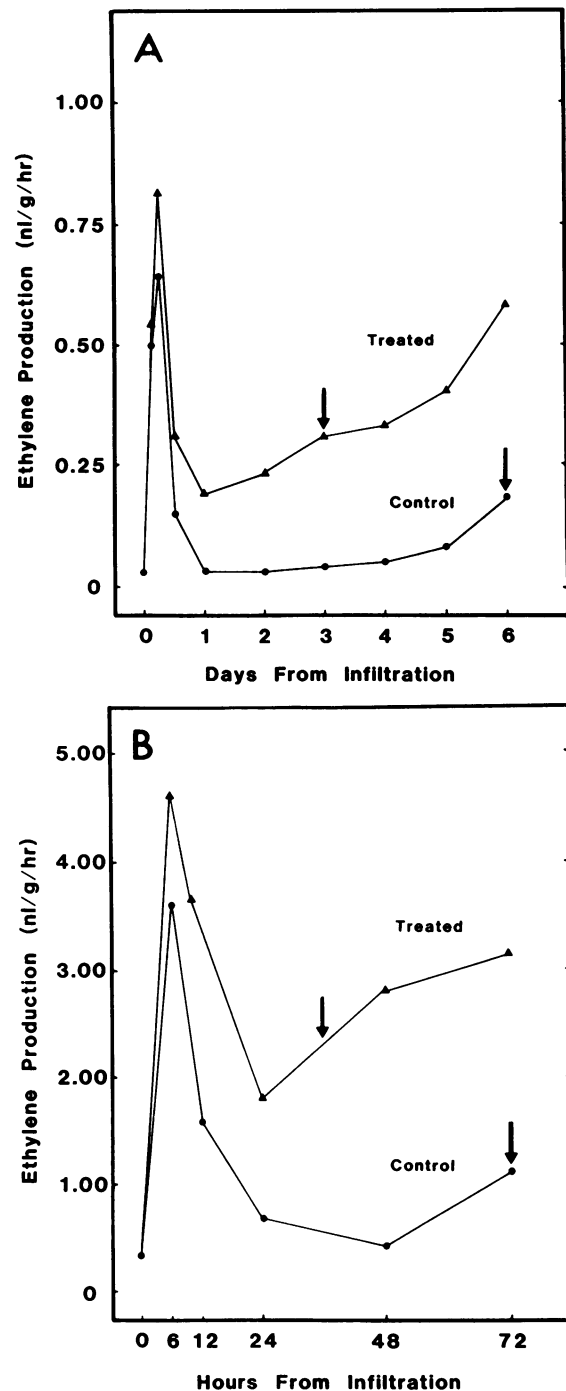 A
1.00
0.75
0.50
0.25
0
Ethylene Production (nl/g/hr)
Treated
Control
0 1 2 3 4 5 6
Days From Infiltration
B
5.00
4.00
3.00
2.00
1.00
0
Ethylene Production (nl/g/hr)
Treated
Control
0 6 12 24 48 72
Hours From Infiltration